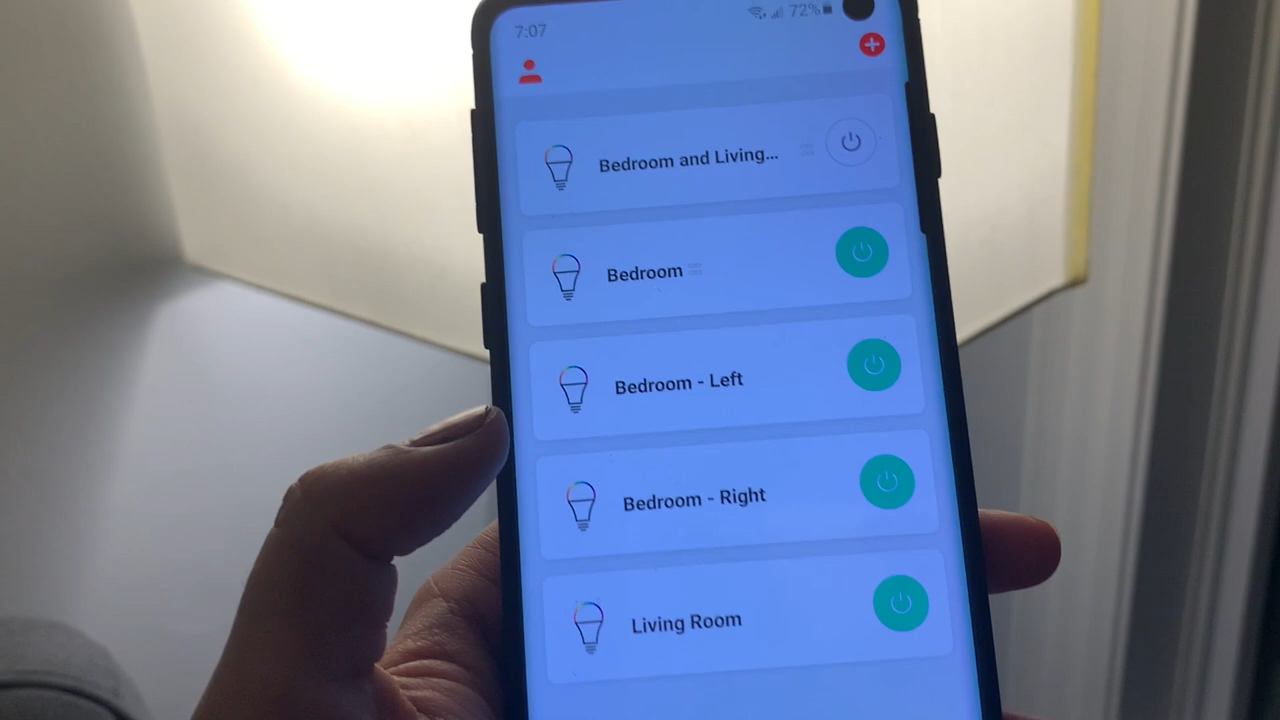 7:07
72%
Bedroom and Living...
Bedroom
Bedroom - Left
Bedroom - Right
Living Room